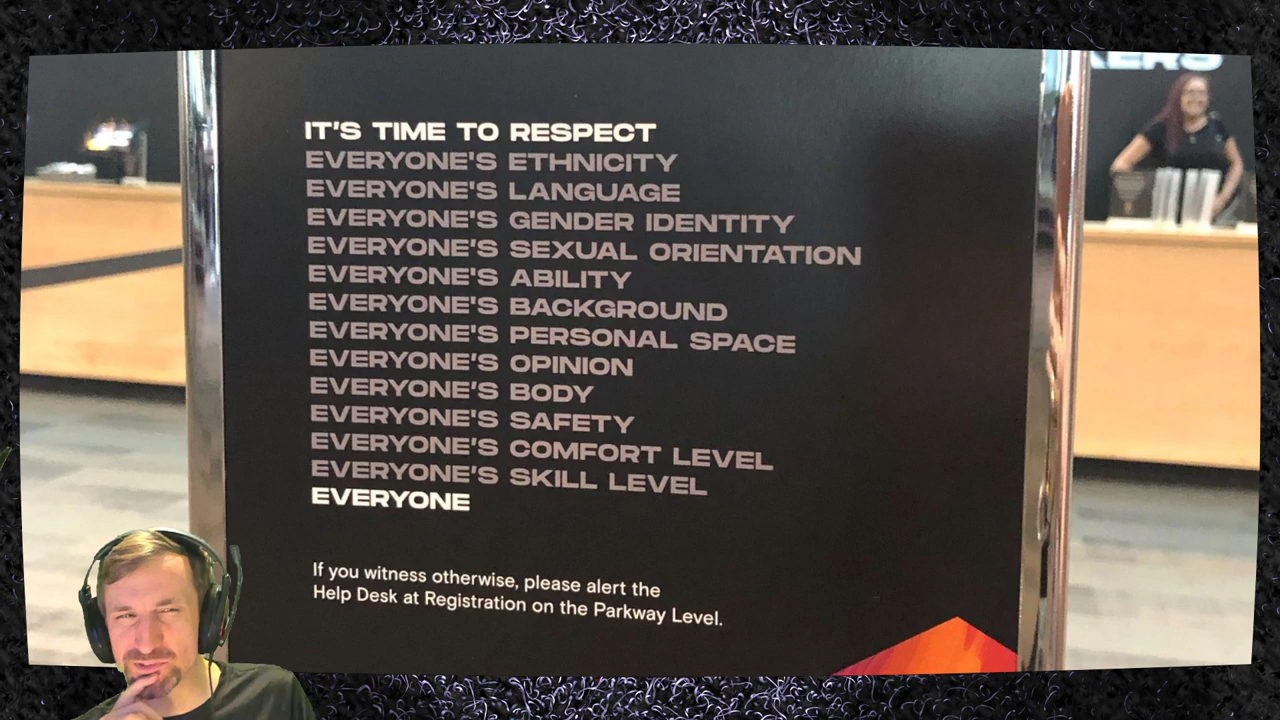 IT'S TIME TO RESPECT
EVERYONE'S ETHNICITY
EVERYONE'S LANGUAGE
EVERYONE'S GENDER IDENTITY
EVERYONE'S SEXUAL ORIENTATION
EVERYONE'S ABILITY
EVERYONE'S BACKGROUND
EVERYONE'S PERSONAL SPACE
EVERYONE'S OPINION
EVERYONE'S BODY
EVERYONE'S SAFETY
EVERYONE'S COMFORT LEVEL
EVERYONE'S SKILL LEVEL
EVERYONE
If you witness otherwise, please alert the
Help Desk at Registration on the Parkway Level.